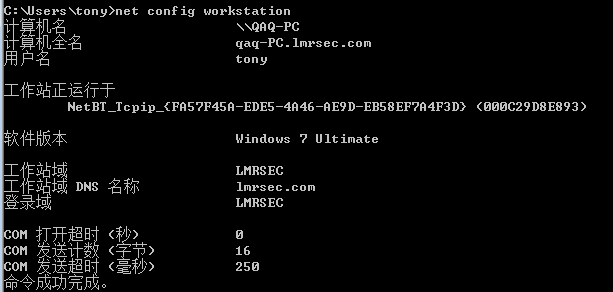 C:\Users\tony>net config workstation
计算机名 \\QAQ-PC
计算机全名 qaq-PC.lmrsec.com
用户名 tony
工作站正运行于
NetBT_Tcpip_{FA57F45A-EDE5-4A46-AE9D-EB58EF7A4F3D} (000C29D8E893)
软件版本 Windows 7 Ultimate
工作站域 LMRSEC
工作站域 DNS 名称 lmrsec.com
登录域 LMRSEC
COM 打开超时 (秒) 0
COM 发送计数 (字节) 16
COM 发送超时 (毫秒) 250
命令成功完成。